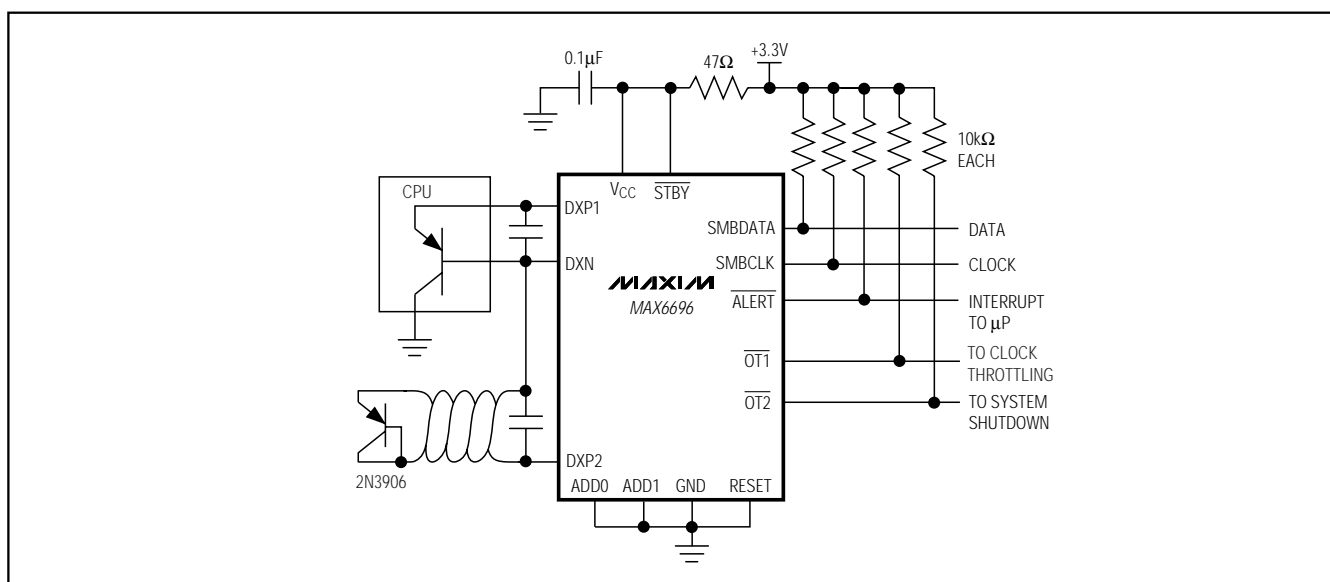 +3.3V
0.1μF
47Ω
10kΩ
EACH
CPU
VCC
STBY
DXP1
SMBDATA
DATA
DXN
SMBCLK
CLOCK
MAXIM
MAX6696
ALERT
INTERRUPT
TO μP
OT1
TO CLOCK
THROTTLING
OT2
TO SYSTEM
SHUTDOWN
DXP2
2N3906
ADD0
ADD1
GND
RESET